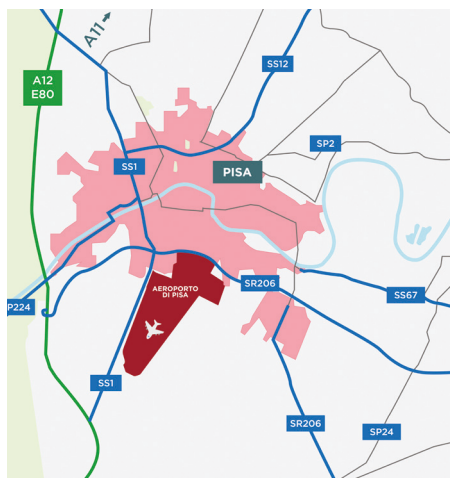 A11
A12
E80
SS12
SP2
SS1
PISA
AEROPORTO
DI PISA
SR206
SS67
P224
SS1
SR206
SP24